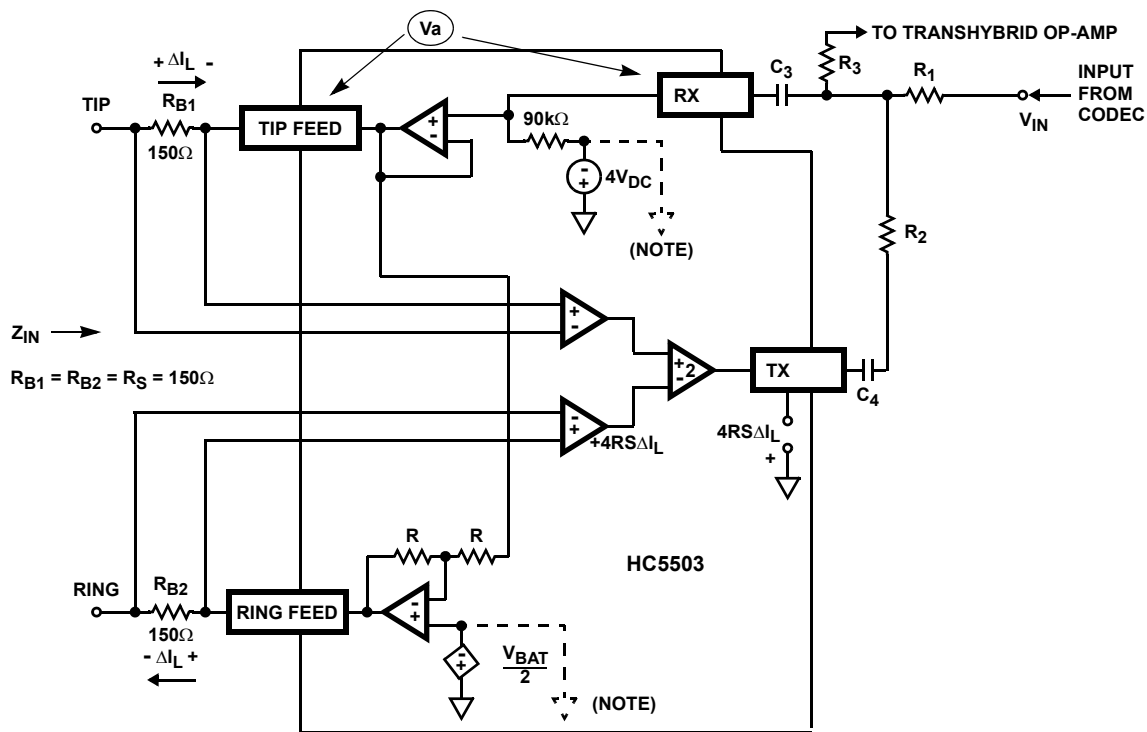 Va
TO TRANSHYBRID OP-AMP
+ ΔIL -
R3
C3
R1
INPUT
FROM
CODEC
TIP
RB1
150Ω
TIP FEED
+
-
90kΩ
RX
VIN
-
+
4VDC
(NOTE)
R2
ZIN
RB1 = RB2 = RS = 150Ω
+
-
+
-
2
TX
C4
-
+
+4RSΔIL
4RSΔIL
+
R
R
HC5503
RING
RB2
150Ω
- ΔIL +
RING FEED
-
+
-
+
VBAT
2
(NOTE)